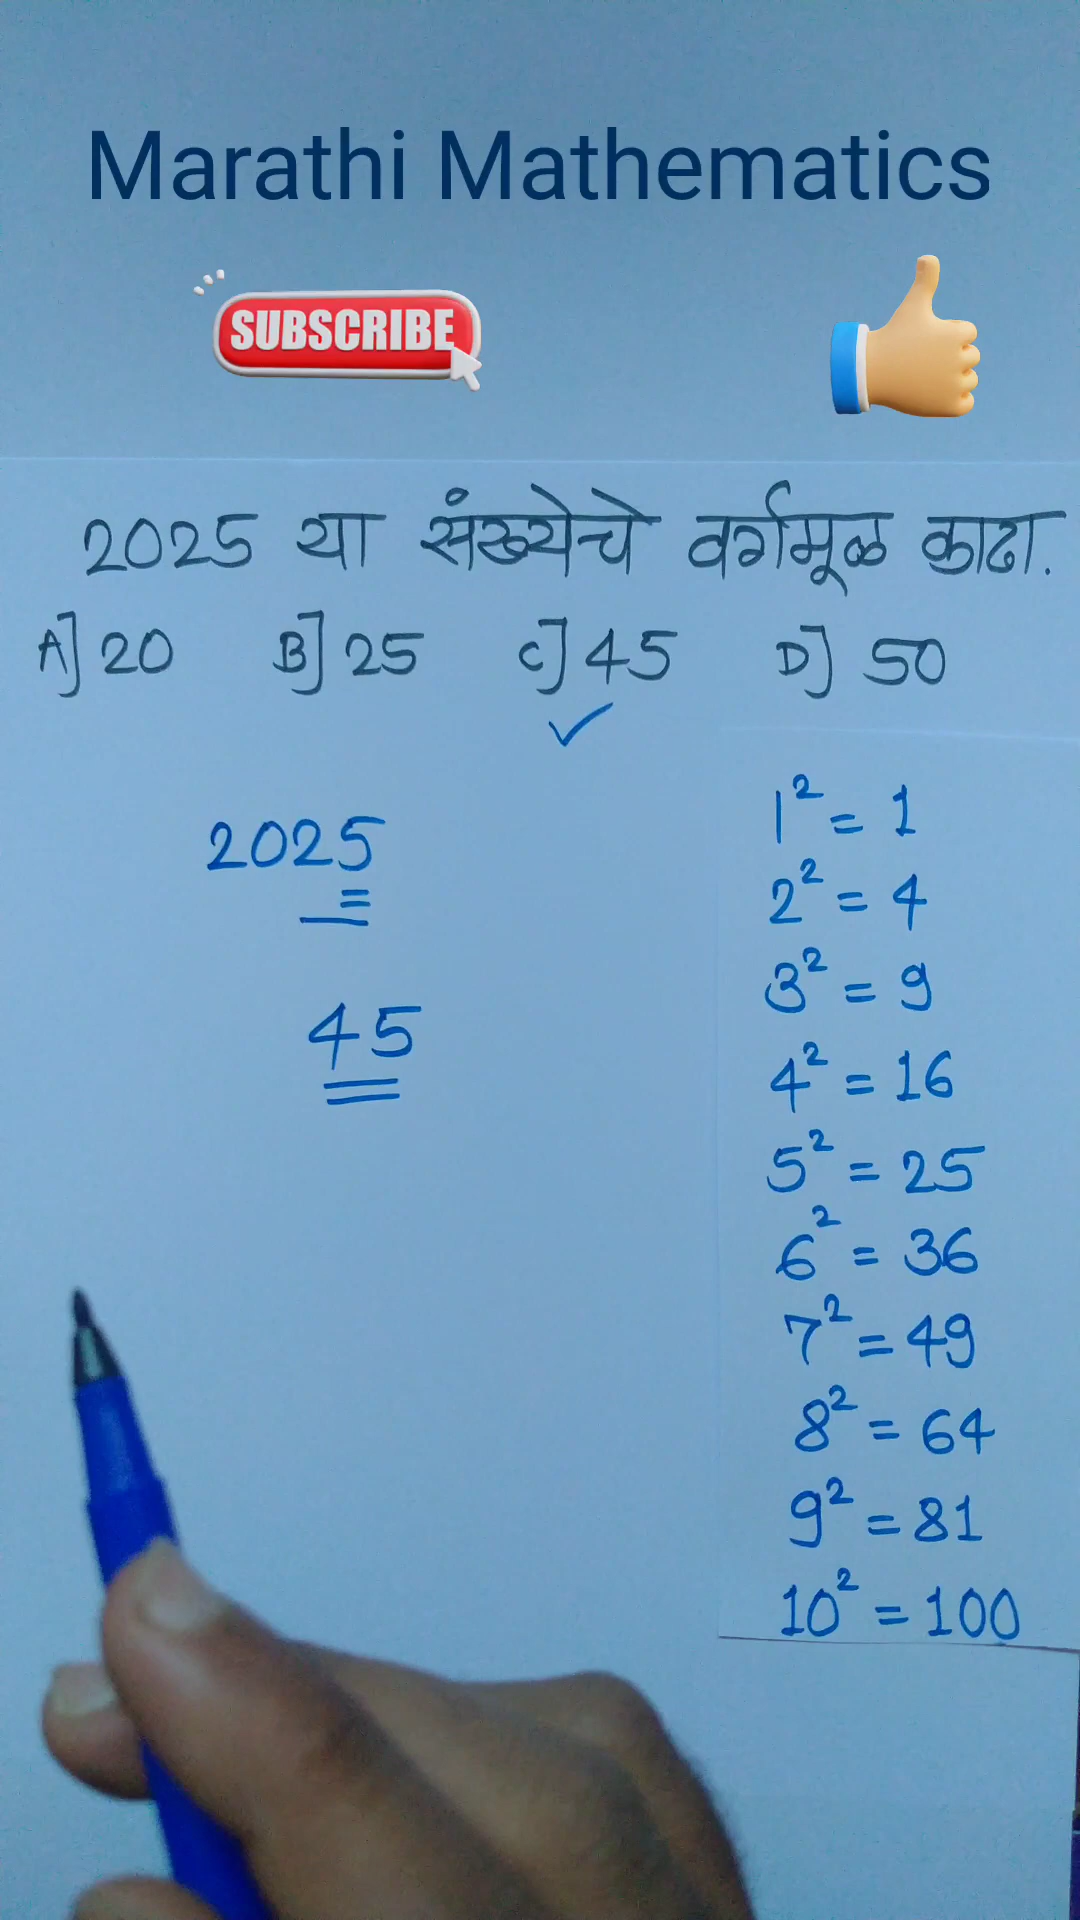 Marathi Mathematics
SUBSCRIBE
2025 या संख्येचे वर्गमूळ काढा.
A] 20 B] 25 C] 45 D] 50
2025
45
1² = 1
2² = 4
3² = 9
4² = 16
5² = 25
6² = 36
7² = 49
8² = 64
9² = 81
10² = 100